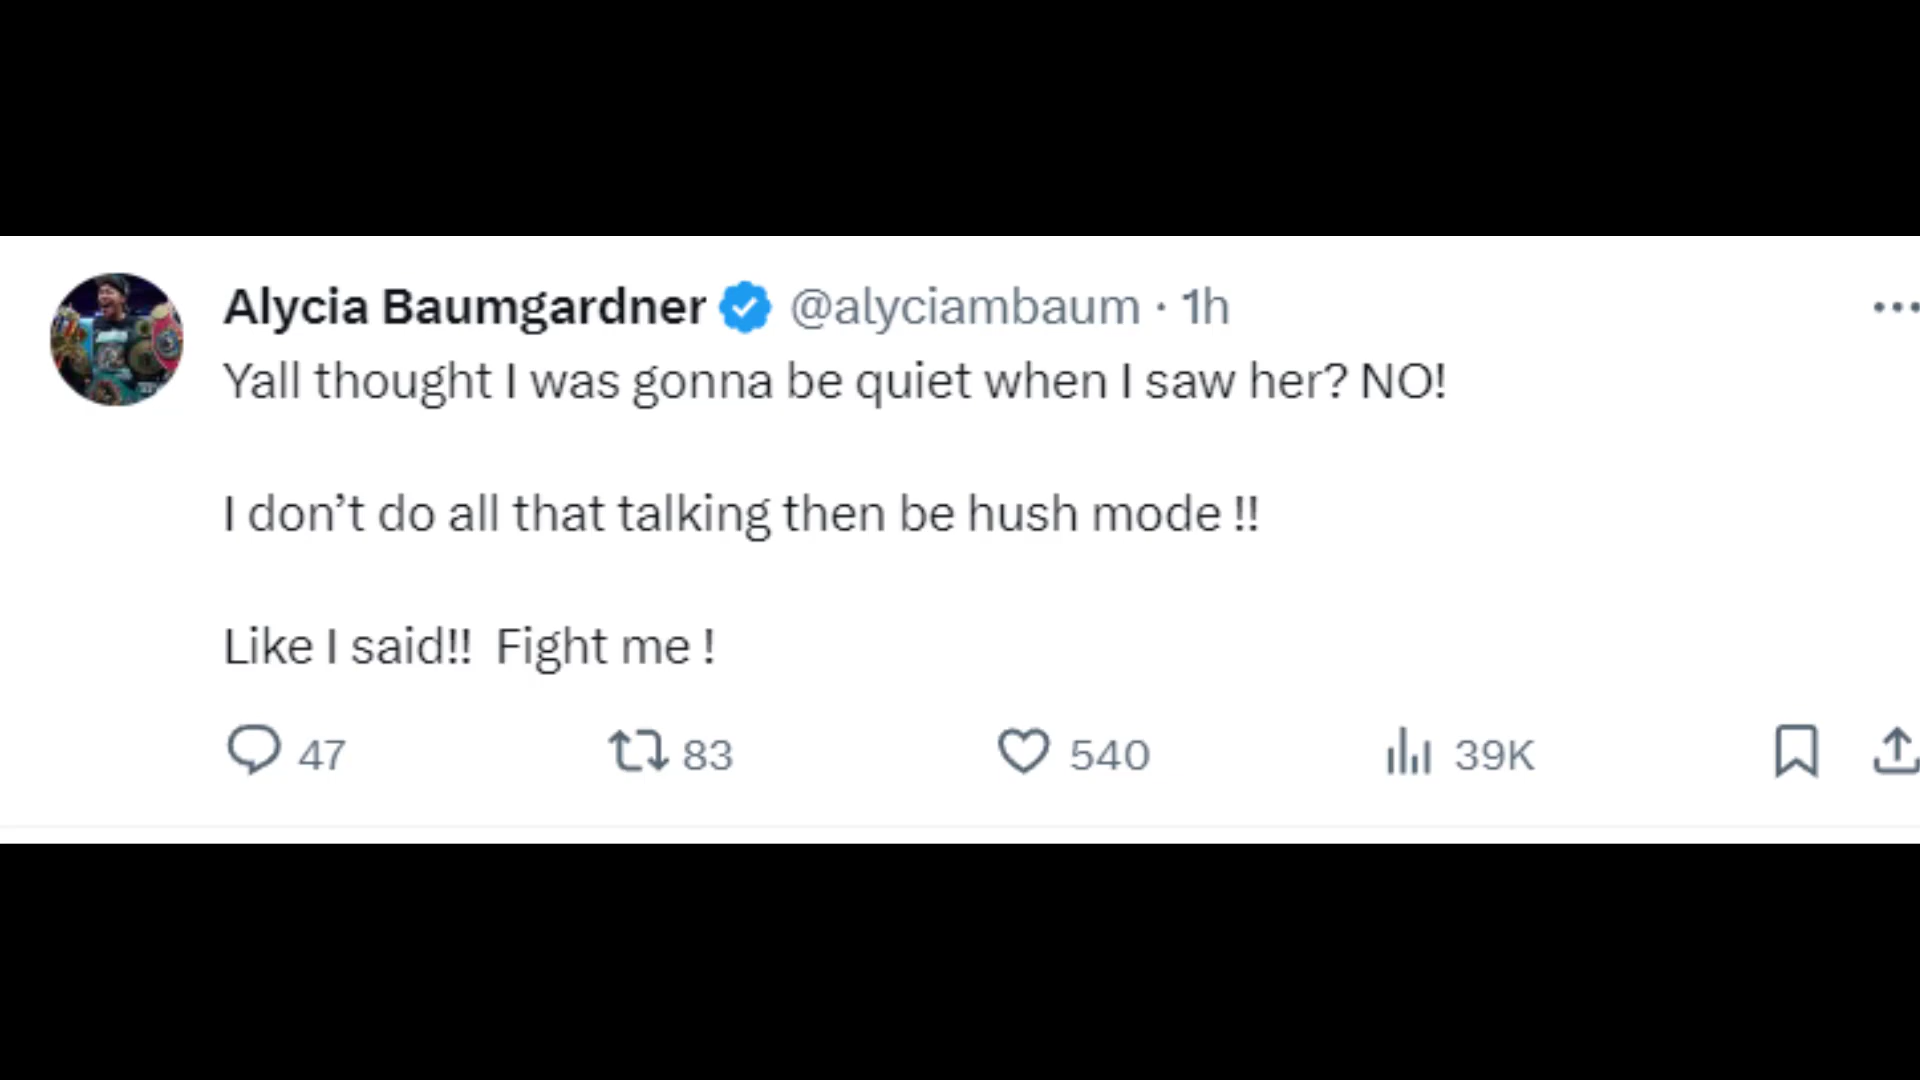 Alycia Baumgardner @alyciambaum · 1h
Yall thought I was gonna be quiet when I saw her? NO!
I don’t do all that talking then be hush mode !!
Like I said!!  Fight me !
47 83 540 39K